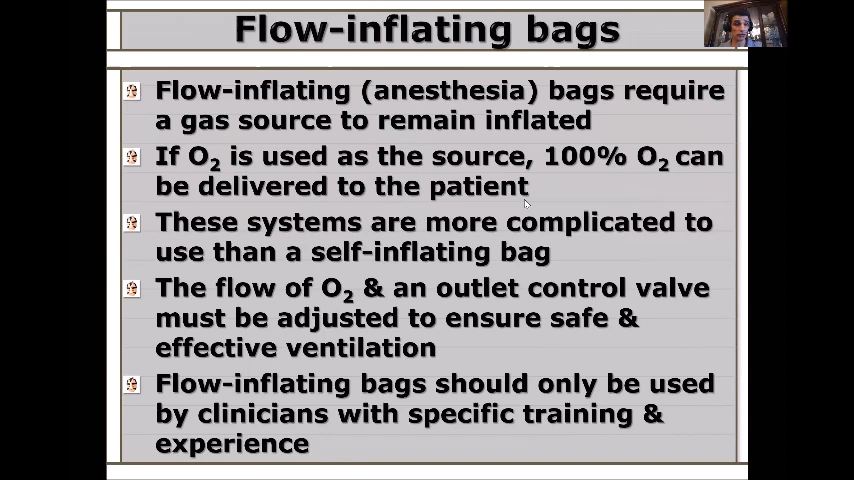 Flow-inflating bags
Flow-inflating (anesthesia) bags require
a gas source to remain inflated
If O₂ is used as the source, 100% O₂ can
be delivered to the patient
These systems are more complicated to
use than a self-inflating bag
The flow of O₂ & an outlet control valve
must be adjusted to ensure safe &
effective ventilation
Flow-inflating bags should only be used
by clinicians with specific training &
experience